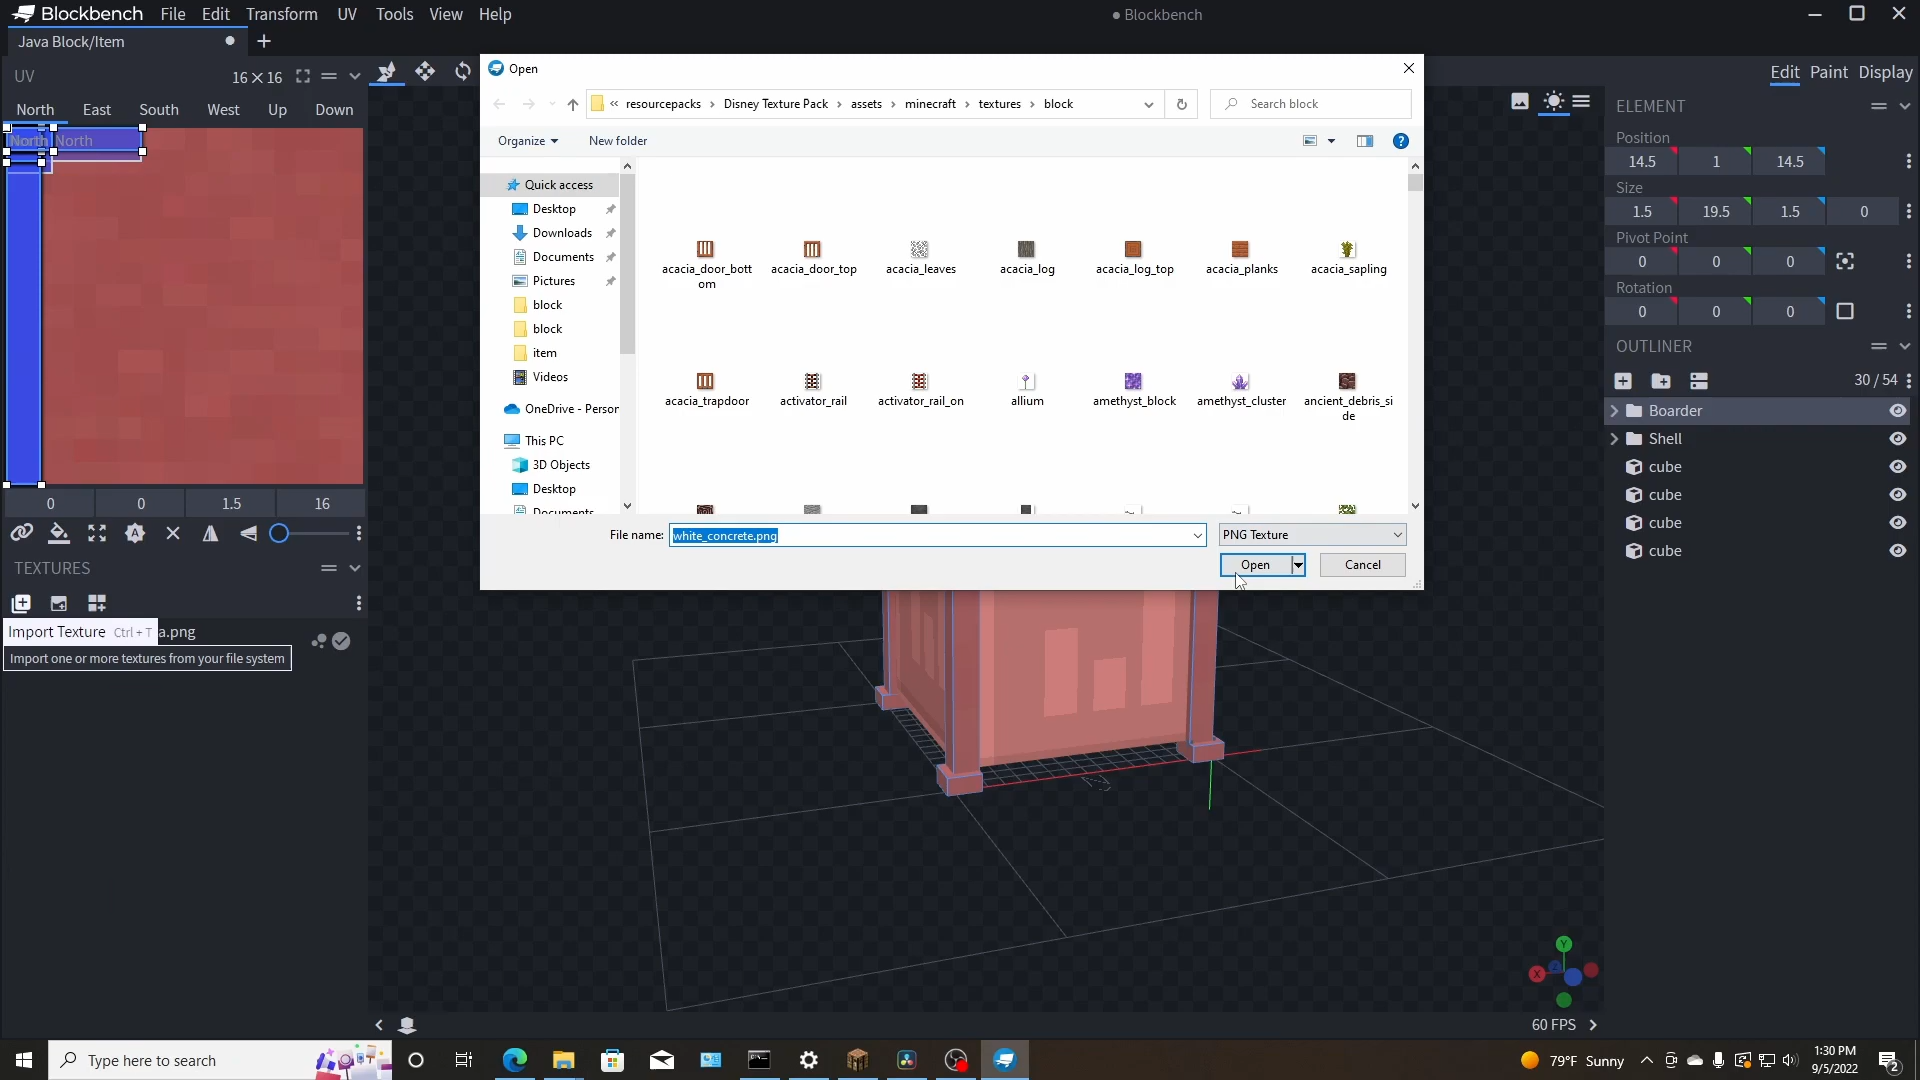 Blockbench File Edit Transform UV Tools View Help
● Blockbench
Java Block/Item
UV
16 × 16
North East South West Up Down
North North
0 0 1.5 16
TEXTURES
Import Texture Ctrl + T a.png
Import one or more textures from your file system
Open
« resourcepacks › Disney Texture Pack › assets › minecraft › textures › block
Search block
Organize New folder
Quick access
Desktop
Downloads
Documents
Pictures
block
block
item
Videos
OneDrive - Person
This PC
3D Objects
Desktop
Documents
acacia_door_bott
om
acacia_door_top
acacia_leaves
acacia_log
acacia_log_top
acacia_planks
acacia_sapling
acacia_trapdoor
activator_rail
activator_rail_on
allium
amethyst_block
amethyst_cluster
ancient_debris_si
de
File name: white_concrete.png PNG Texture
Open Cancel
Edit Paint Display
ELEMENT
Position
14.5 1 14.5
Size
1.5 19.5 1.5 0
Pivot Point
0 0 0
Rotation
0 0 0
OUTLINER
30 / 54
Boarder
Shell
cube
cube
cube
cube
Y
X
60 FPS
Type here to search
79°F Sunny
1:30 PM
9/5/2022
2